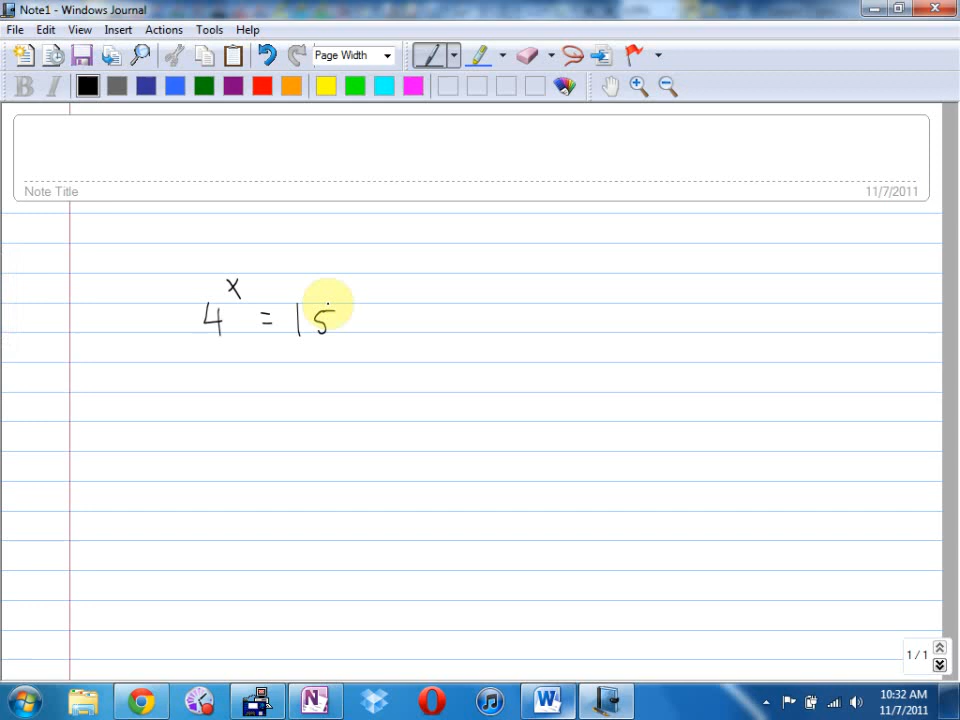 Note1 - Windows Journal
File Edit View Insert Actions Tools Help
Page Width
B I
Note Title 11/7/2011
4^x = 15
1 / 1
N W
10:32 AM
11/7/2011